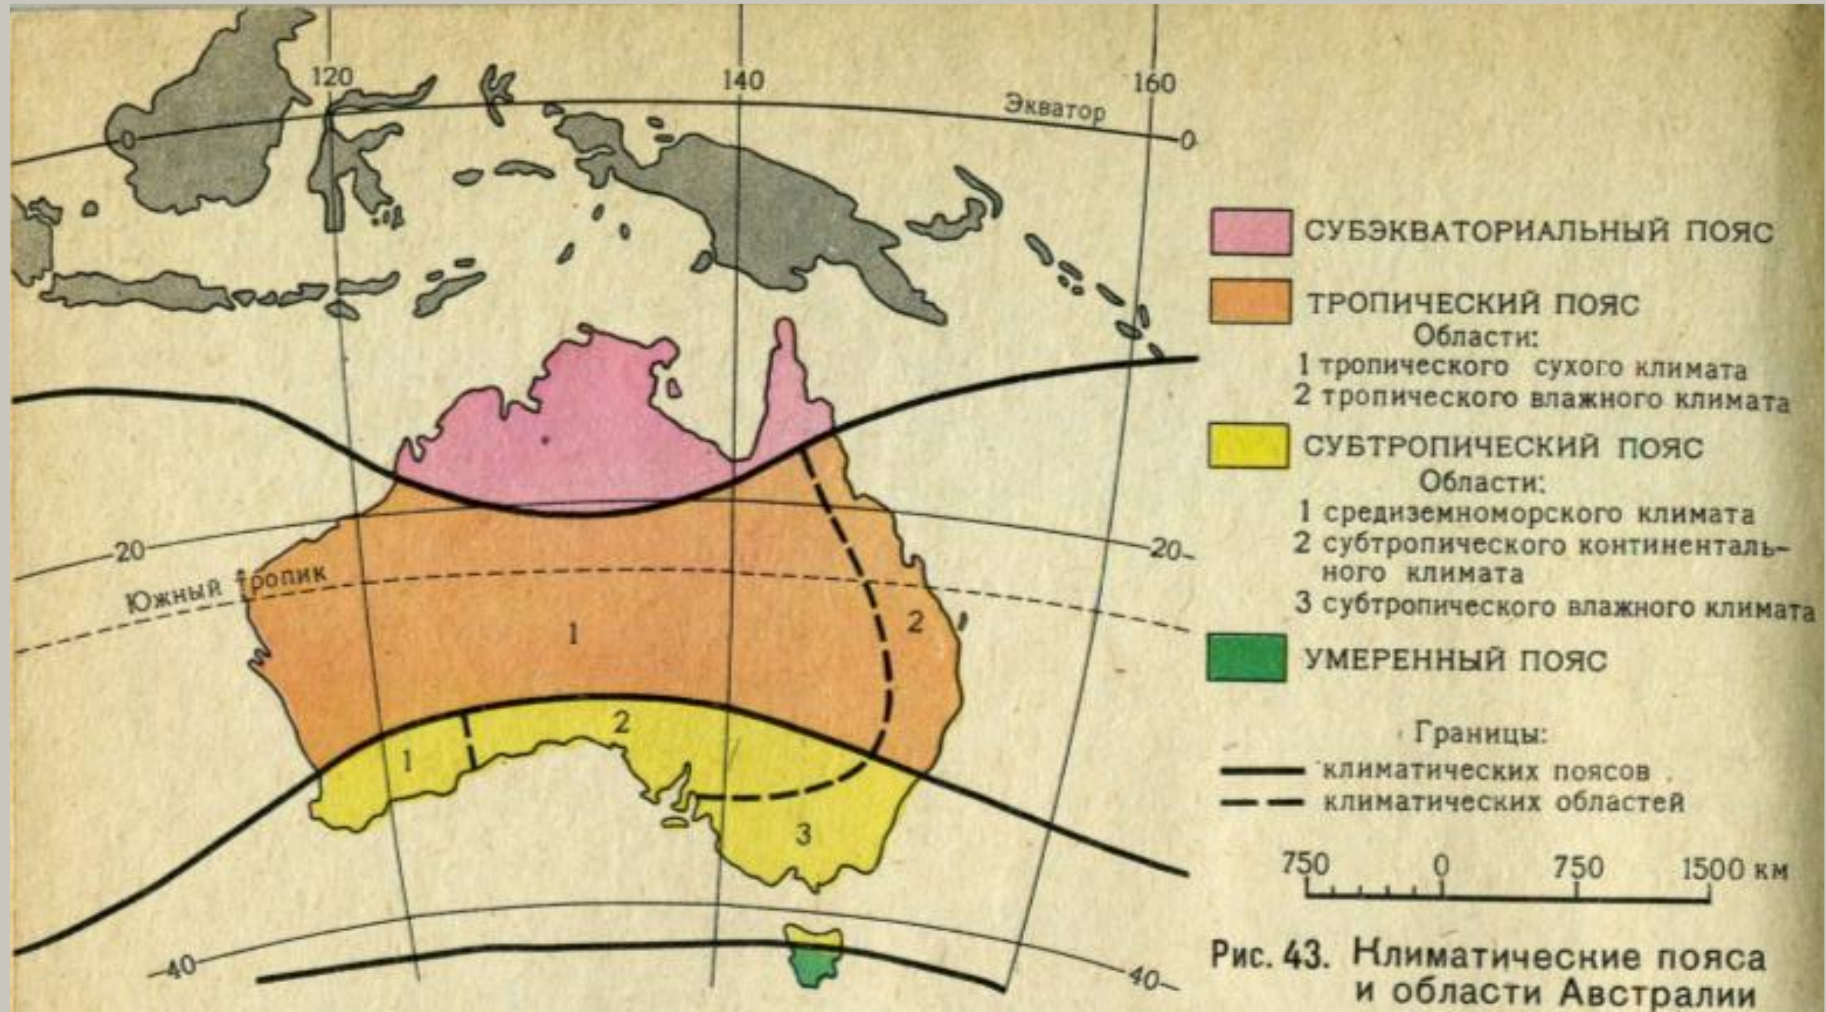 120
140
160
Экватор
0
0
20
20
Южный тропик
1
2
1
2
3
40
40
СУБЭКВАТОРИАЛЬНЫЙ ПОЯС
ТРОПИЧЕСКИЙ ПОЯС
Области:
1 тропического сухого климата
2 тропического влажного климата
СУБТРОПИЧЕСКИЙ ПОЯС
Области:
1 средиземноморского климата
2 субтропического континенталь-
ного климата
3 субтропического влажного климата
УМЕРЕННЫЙ ПОЯС
Границы:
климатических поясов
климатических областей
750 0 750 1500 км
Рис. 43. Климатические пояса
и области Австралии